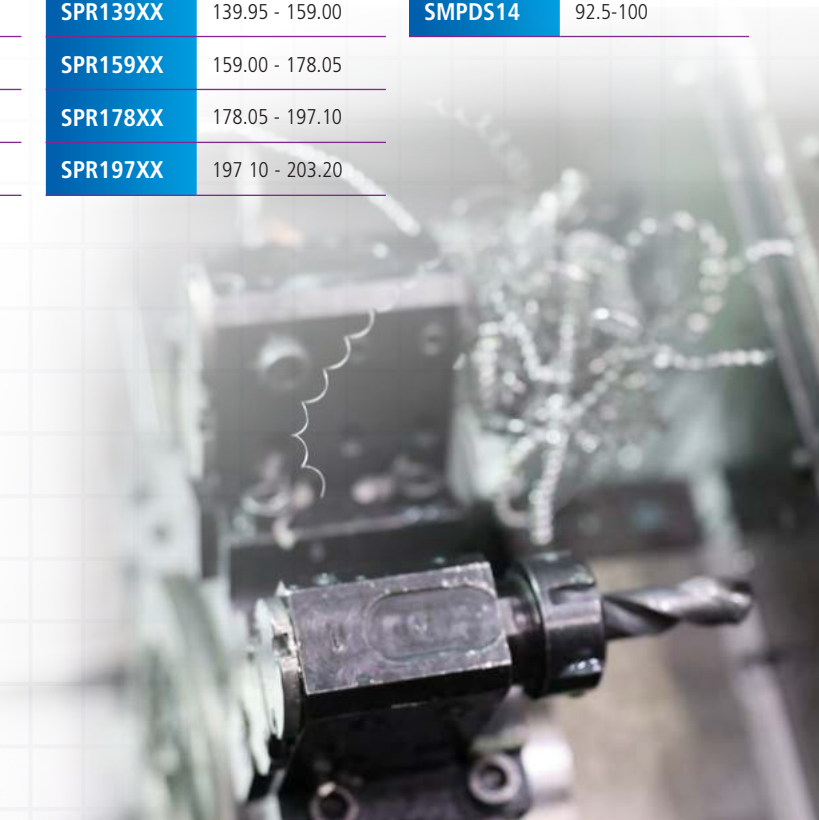 SPR139XX 139.95 - 159.00 SMPDS14 92.5-100
SPR159XX 159.00 - 178.05
SPR178XX 178.05 - 197.10
SPR197XX 197 10 - 203.20